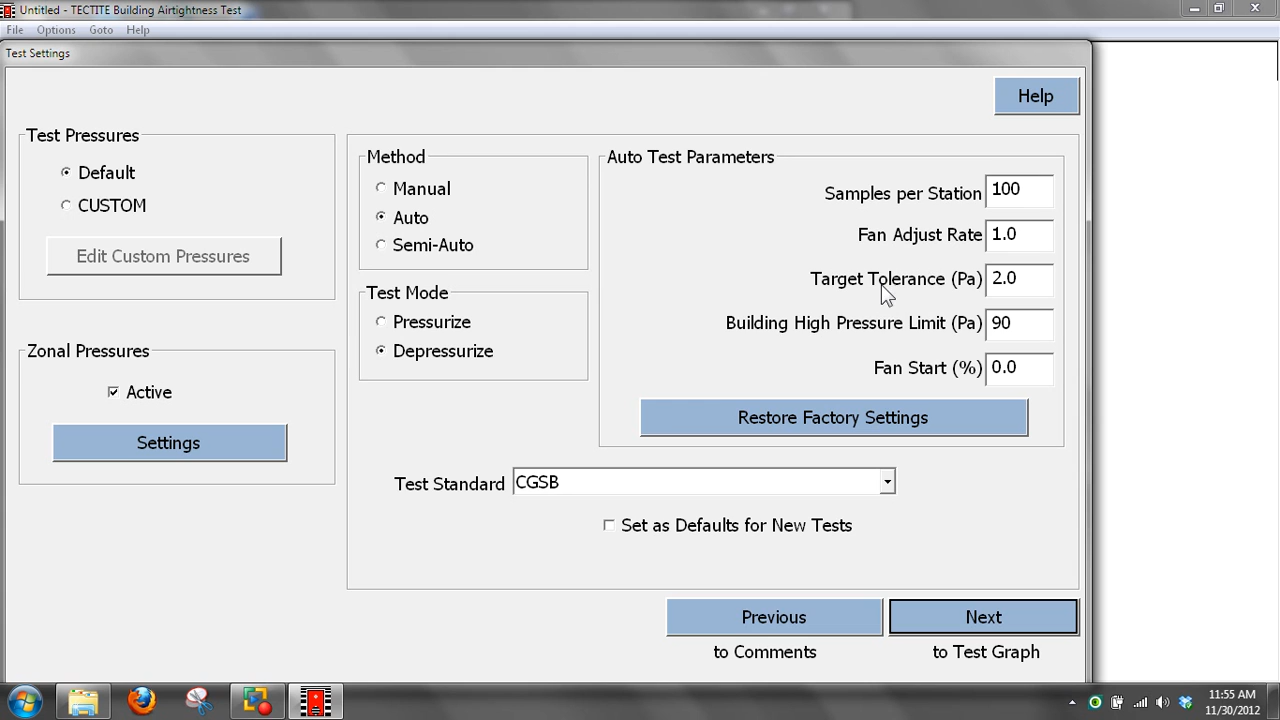 Untitled - TECTITE Building Airtightness Test
File Options Goto Help
Test Settings
Help
Test Pressures
Default
CUSTOM
Edit Custom Pressures
Zonal Pressures
Active
Settings
Method
Manual
Auto
Semi-Auto
Test Mode
Pressurize
Depressurize
Auto Test Parameters
Samples per Station 100
Fan Adjust Rate 1.0
Target Tolerance (Pa) 2.0
Building High Pressure Limit (Pa) 90
Fan Start (%) 0.0
Restore Factory Settings
Test Standard CGSB
Set as Defaults for New Tests
Previous
to Comments
Next
to Test Graph
11:55 AM
11/30/2012